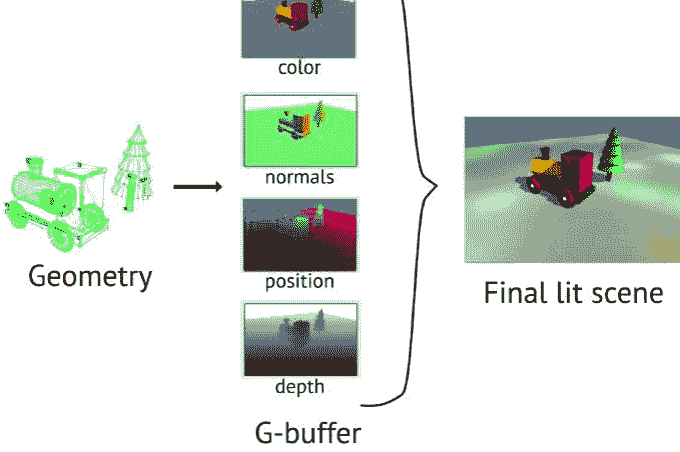 color
normals
Geometry
position
Final lit scene
depth
G-buffer